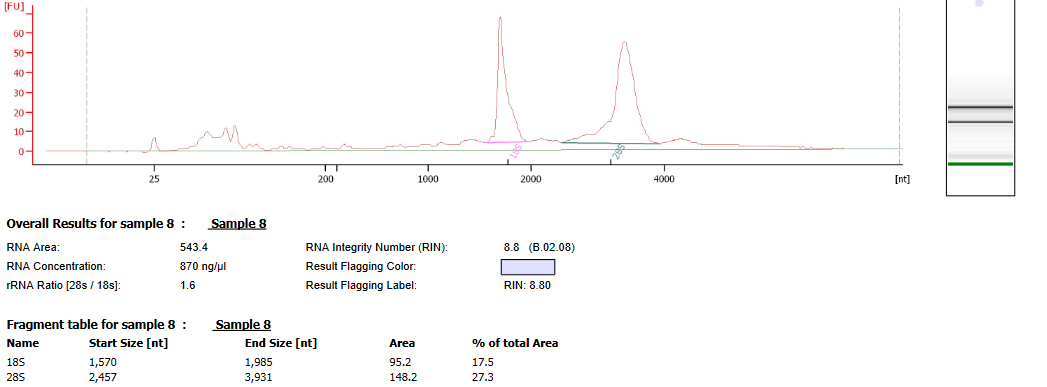 [FU]
60
50
40
30
20
10
0
18S
28S
25
200
1000
2000
4000
[nt]
Overall Results for sample 8 : Sample 8
RNA Area: 543.4 RNA Integrity Number (RIN): 8.8 (B.02.08)
RNA Concentration: 870 ng/µl Result Flagging Color:
rRNA Ratio [28s / 18s]: 1.6 Result Flagging Label: RIN: 8.80
Fragment table for sample 8 : Sample 8
Name Start Size [nt] End Size [nt] Area % of total Area
18S 1,570 1,985 95.2 17.5
28S 2,457 3,931 148.2 27.3